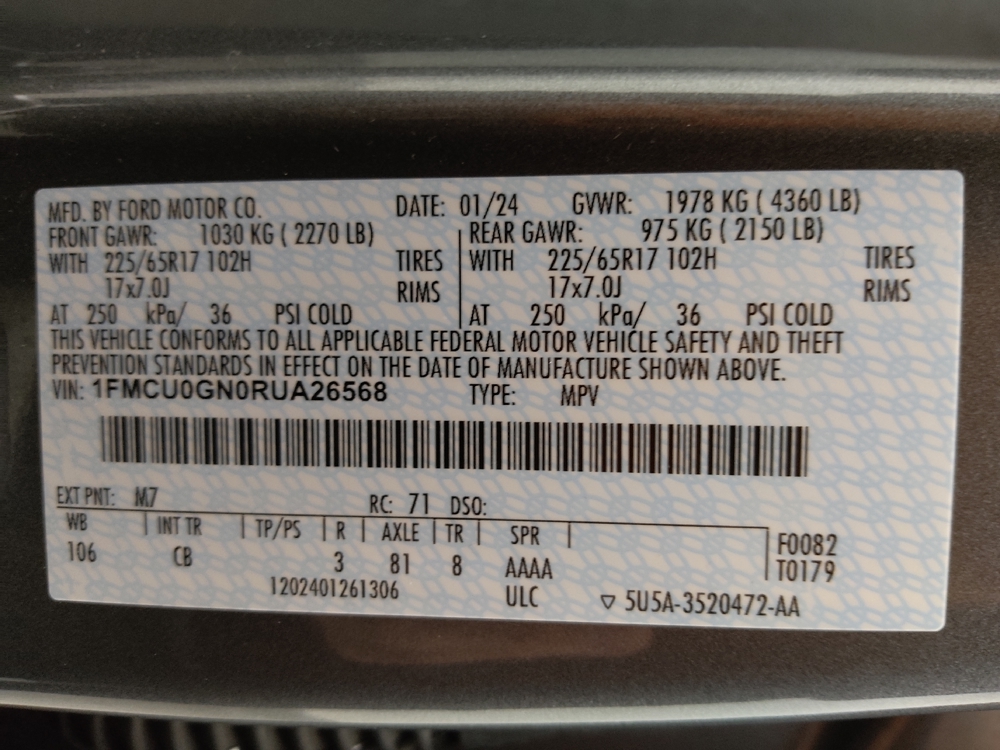 MFD. BY FORD MOTOR CO. DATE: 01/24 GVWR: 1978 KG ( 4360 LB)
FRONT GAWR: 1030 KG ( 2270 LB) REAR GAWR: 975 KG ( 2150 LB)
WITH 225/65R17 102H TIRES WITH 225/65R17 102H TIRES
17x7.0J RIMS 17x7.0J RIMS
AT 250 kPa/ 36 PSI COLD AT 250 kPa/ 36 PSI COLD
THIS VEHICLE CONFORMS TO ALL APPLICABLE FEDERAL MOTOR VEHICLE SAFETY AND THEFT
PREVENTION STANDARDS IN EFFECT ON THE DATE OF MANUFACTURE SHOWN ABOVE.
VIN: 1FMCU0GN0RUA26568 TYPE: MPV
EXT PNT: M7 RC: 71 DSO:
WB INT TR TP/PS R AXLE TR SPR F0082
106 CB 3 81 8 AAAA T0179
1202401261306 ULC ▽ 5U5A-3520472-AA